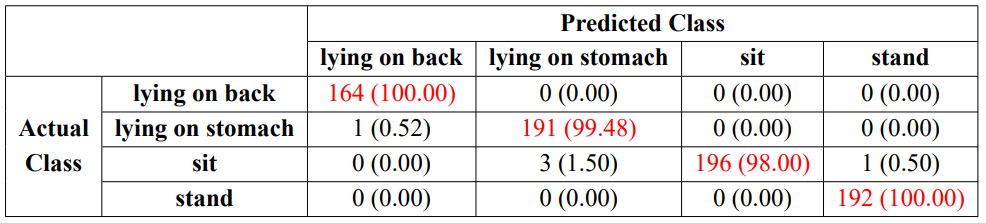 Predicted Class
lying on back lying on stomach sit stand
lying on back 164 (100.00) 0 (0.00) 0 (0.00) 0 (0.00)
Actual lying on stomach 1 (0.52) 191 (99.48) 0 (0.00) 0 (0.00)
Class sit 0 (0.00) 3 (1.50) 196 (98.00) 1 (0.50)
stand 0 (0.00) 0 (0.00) 0 (0.00) 192 (100.00)